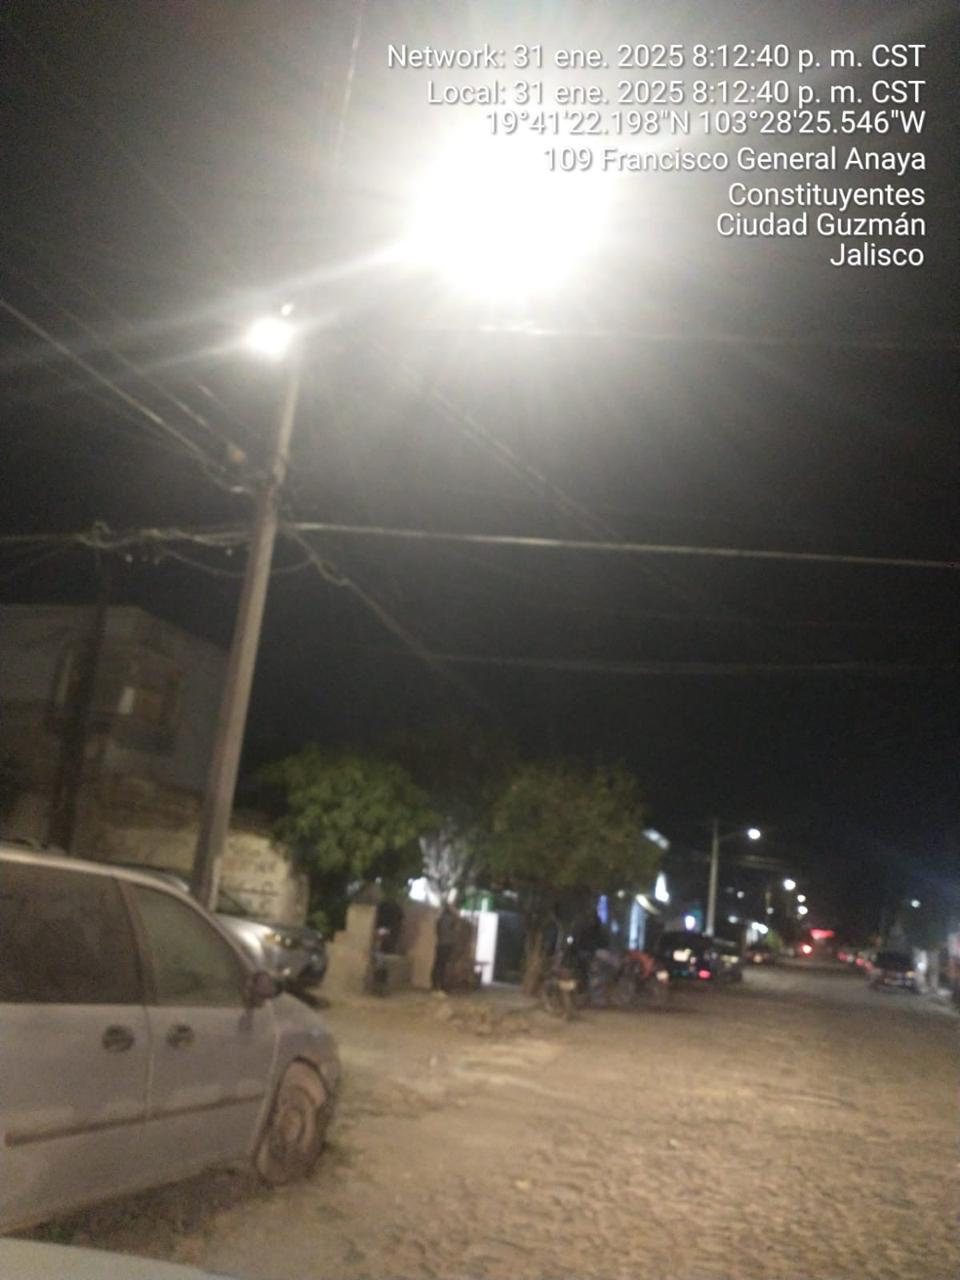 Network: 31 ene. 2025 8:12:40 p. m. CST
Local: 31 ene. 2025 8:12:40 p. m. CST
19°41'22.198"N 103°28'25.546"W
109 Francisco General Anaya
Constituyentes
Ciudad Guzmán
Jalisco